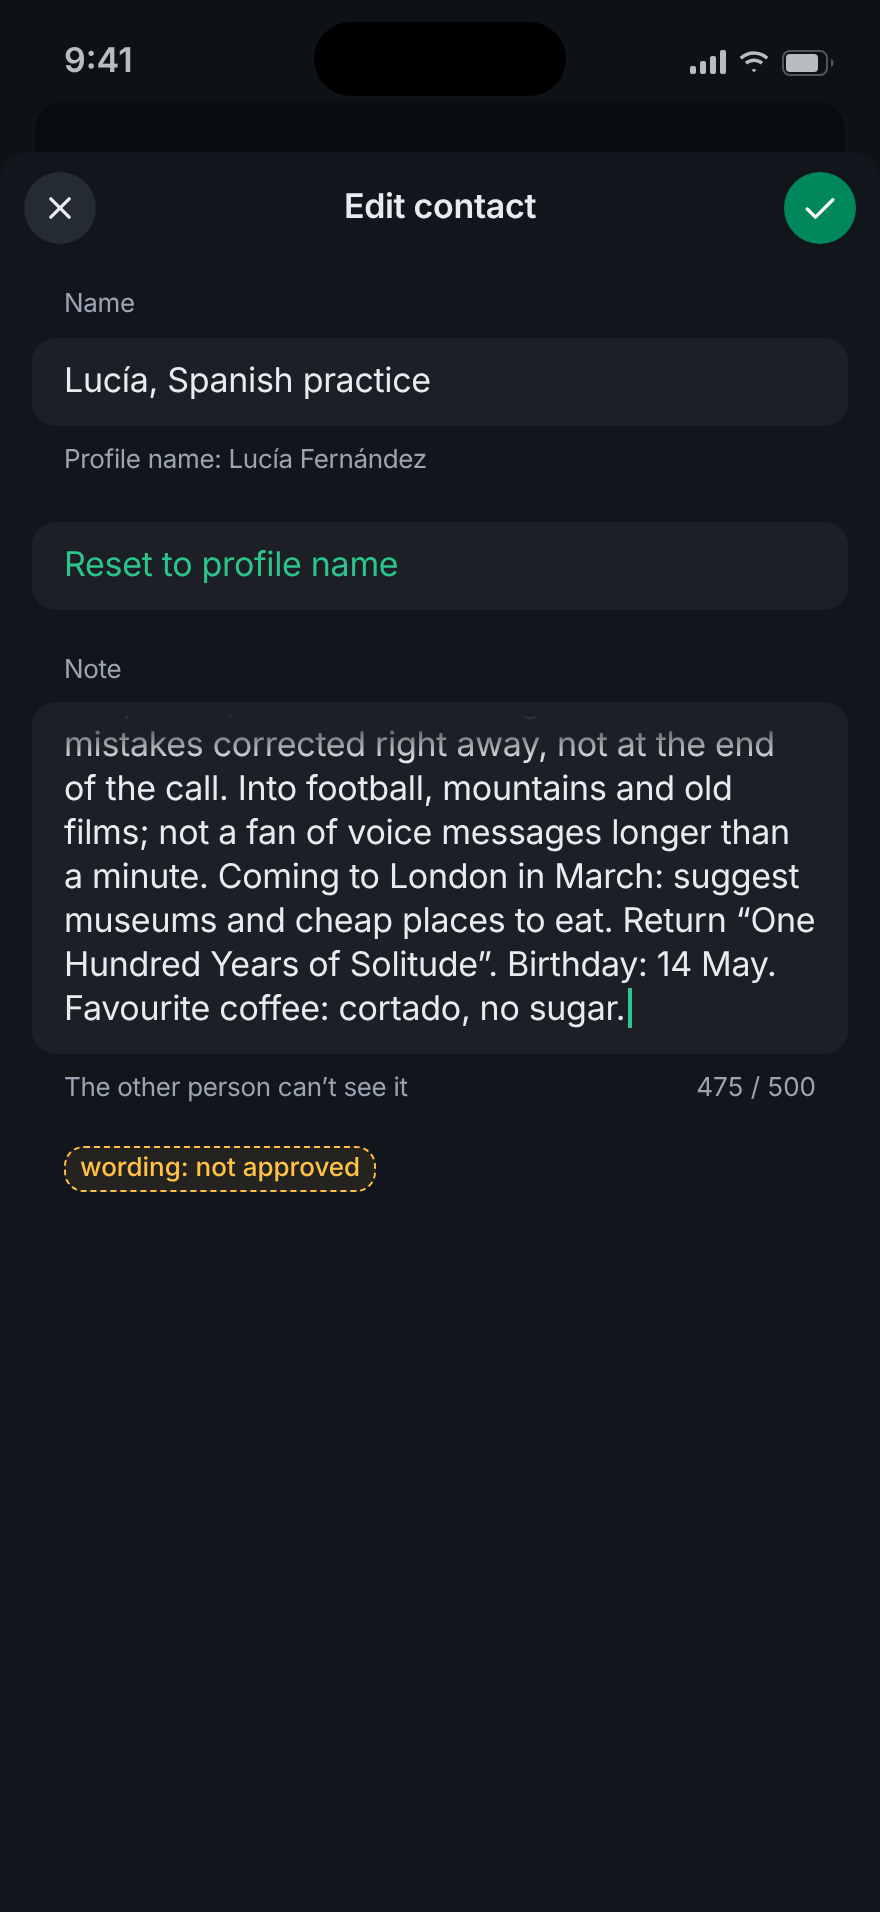 9:41
Edit contact
Name
Lucía, Spanish practice
Profile name: Lucía Fernández
Reset to profile name
Note
mistakes corrected right away, not at the end
of the call. Into football, mountains and old
films; not a fan of voice messages longer than
a minute. Coming to London in March: suggest
museums and cheap places to eat. Return “One
Hundred Years of Solitude”. Birthday: 14 May.
Favourite coffee: cortado, no sugar.
The other person can’t see it
475 / 500
wording: not approved